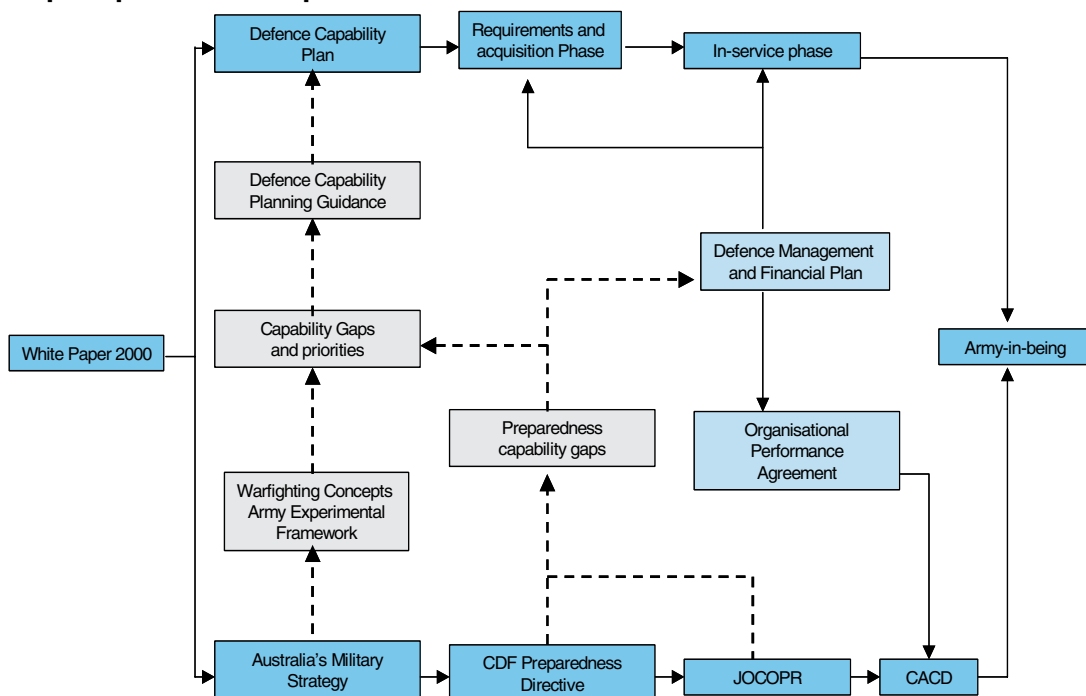 Defence Capability
Plan
Requirements and
acquisition Phase
In-service phase
Defence Capability
Planning Guidance
Defence Management
and Financial Plan
Capability Gaps
and priorities
White Paper 2000
Army-in-being
Preparedness
capability gaps
Organisational
Performance
Agreement
Warfighting Concepts
Army Experimental
Framework
Australia's Military
Strategy
CDF Preparedness
Directive
JOCOPR
CACD